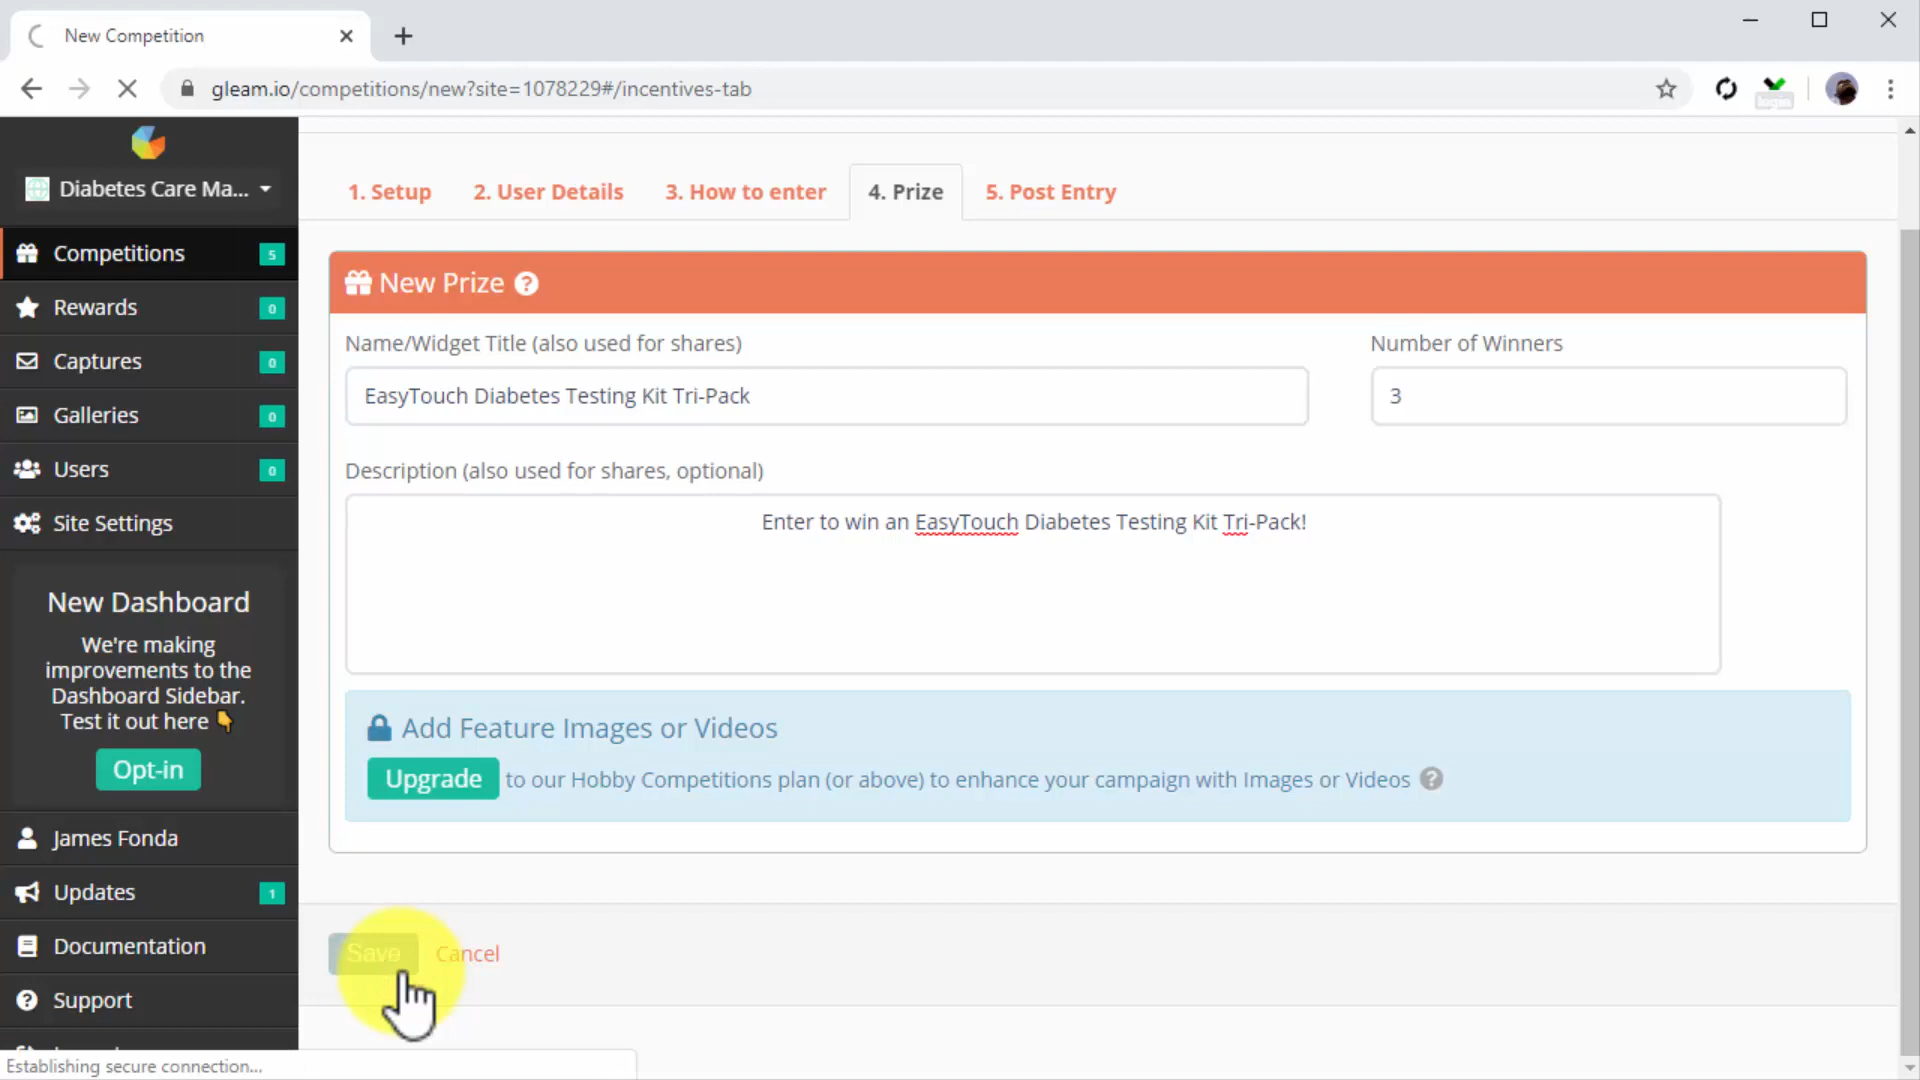 New Competition
gleam.io/competitions/new?site=1078229#/incentives-tab
login
Diabetes Care Ma...
Competitions 5
Rewards 0
Captures 0
Galleries 0
Users 0
Site Settings
New Dashboard
We're making
improvements to the
Dashboard Sidebar.
Test it out here
Opt-in
James Fonda
Updates 1
Documentation
Support
Establishing secure connection...
1. Setup
2. User Details
3. How to enter
4. Prize
5. Post Entry
New Prize ?
Name/Widget Title (also used for shares)
EasyTouch Diabetes Testing Kit Tri-Pack
Number of Winners
3
Description (also used for shares, optional)
Enter to win an EasyTouch Diabetes Testing Kit Tri-Pack!
Add Feature Images or Videos
Upgrade to our Hobby Competitions plan (or above) to enhance your campaign with Images or Videos ?
Save Cancel